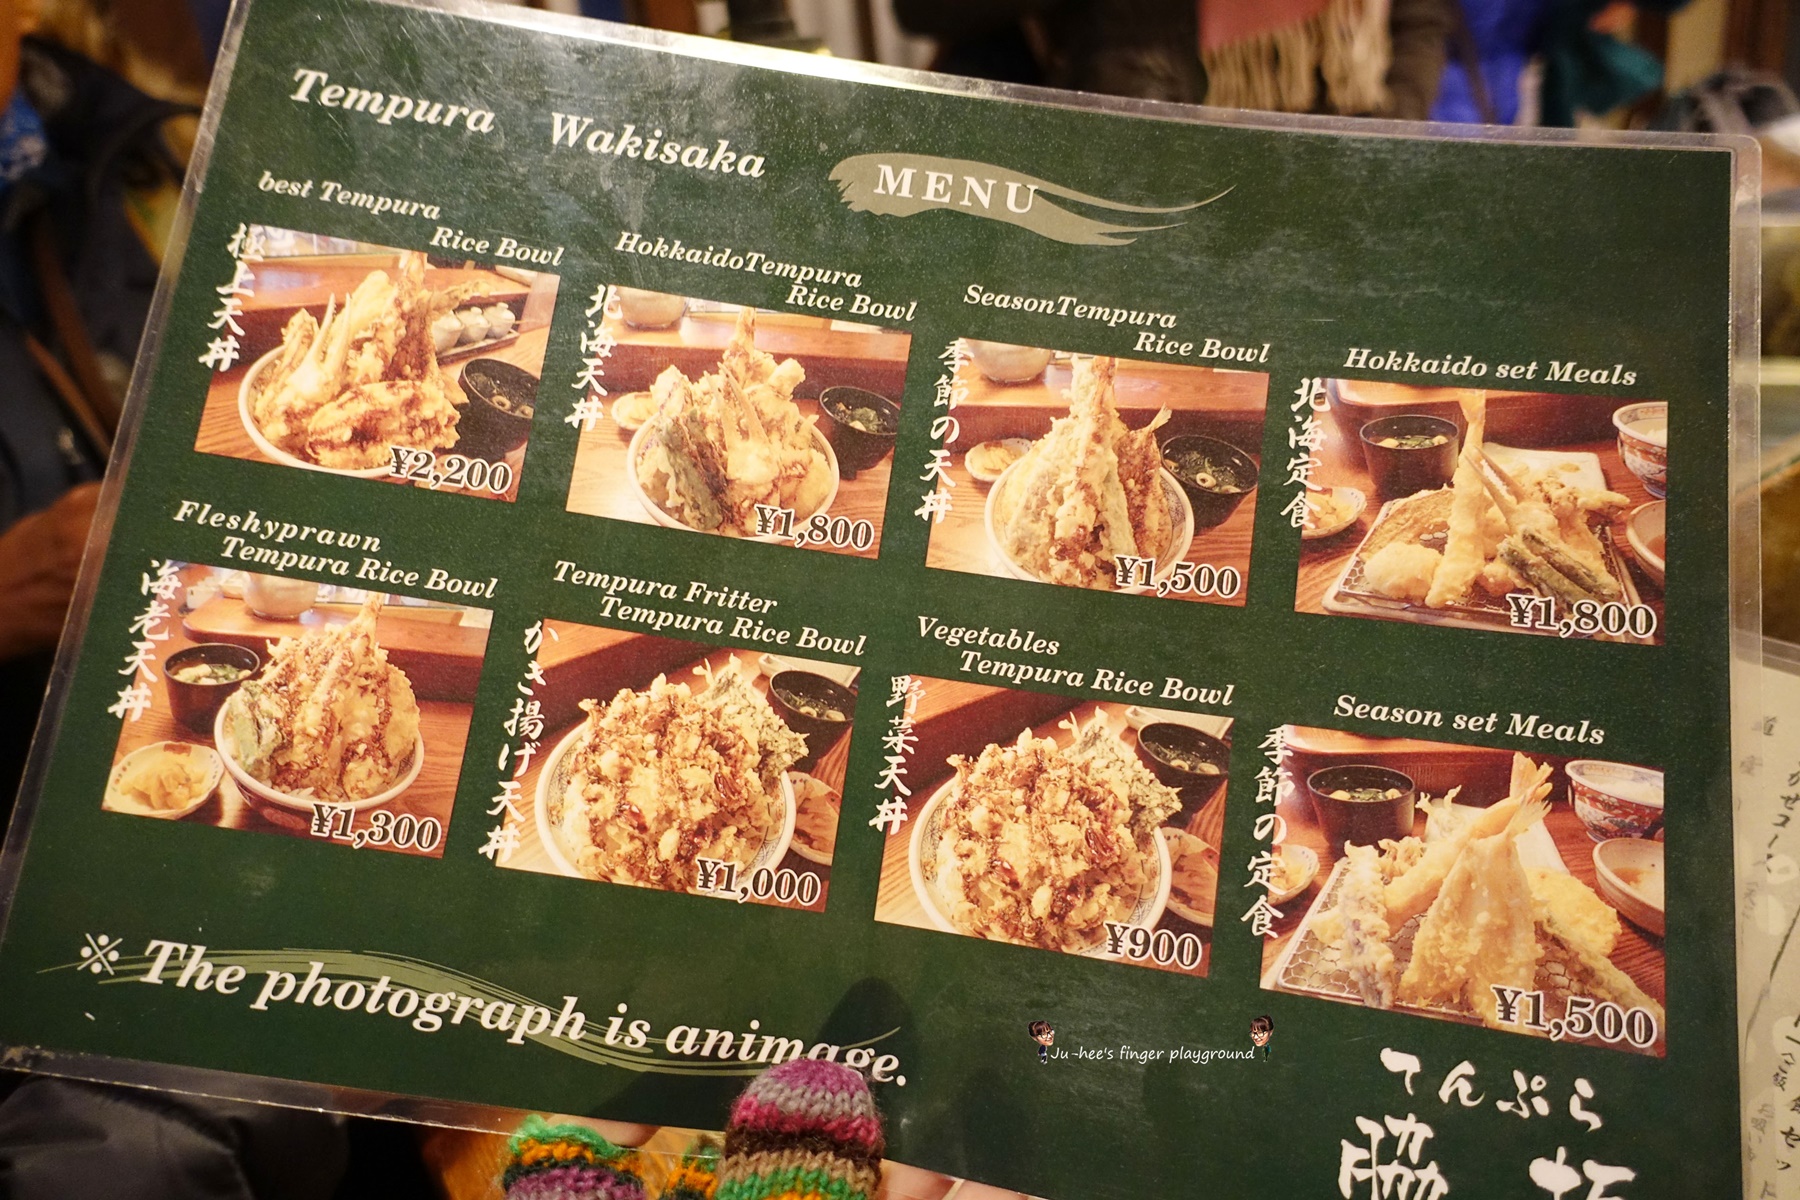 Tempura Wakisaka
MENU
best Tempura
Rice Bowl
極上天丼
¥2,200
HokkaidoTempura
Rice Bowl
北海天丼
¥1,800
SeasonTempura
Rice Bowl
季節の天丼
¥1,500
Hokkaido set Meals
北海定食
¥1,800
Fleshyprawn
Tempura Rice Bowl
海老天丼
¥1,300
Tempura Fritter
Tempura Rice Bowl
かき揚げ天丼
¥1,000
Vegetables
Tempura Rice Bowl
野菜天丼
¥900
Season set Meals
季節の定食
¥1,500
※ The photograph is animage.
Ju-hee's finger playground
てんぷら